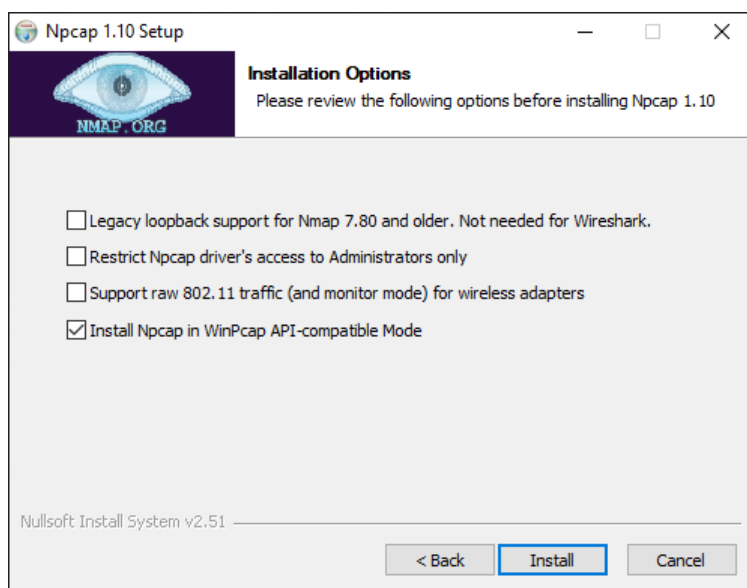 Npcap 1.10 Setup
NMAP.ORG
Installation Options
Please review the following options before installing Npcap 1.10
Legacy loopback support for Nmap 7.80 and older. Not needed for Wireshark.
Restrict Npcap driver's access to Administrators only
Support raw 802.11 traffic (and monitor mode) for wireless adapters
Install Npcap in WinPcap API-compatible Mode
Nullsoft Install System v2.51
< Back
Install
Cancel